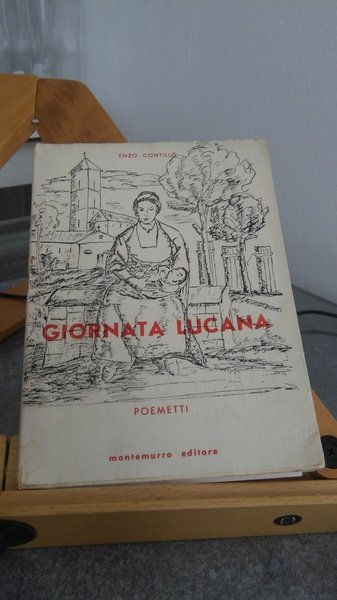 ENZO CONTILLO
GIORNATA LUCANA
POEMETTI
montemurro editore